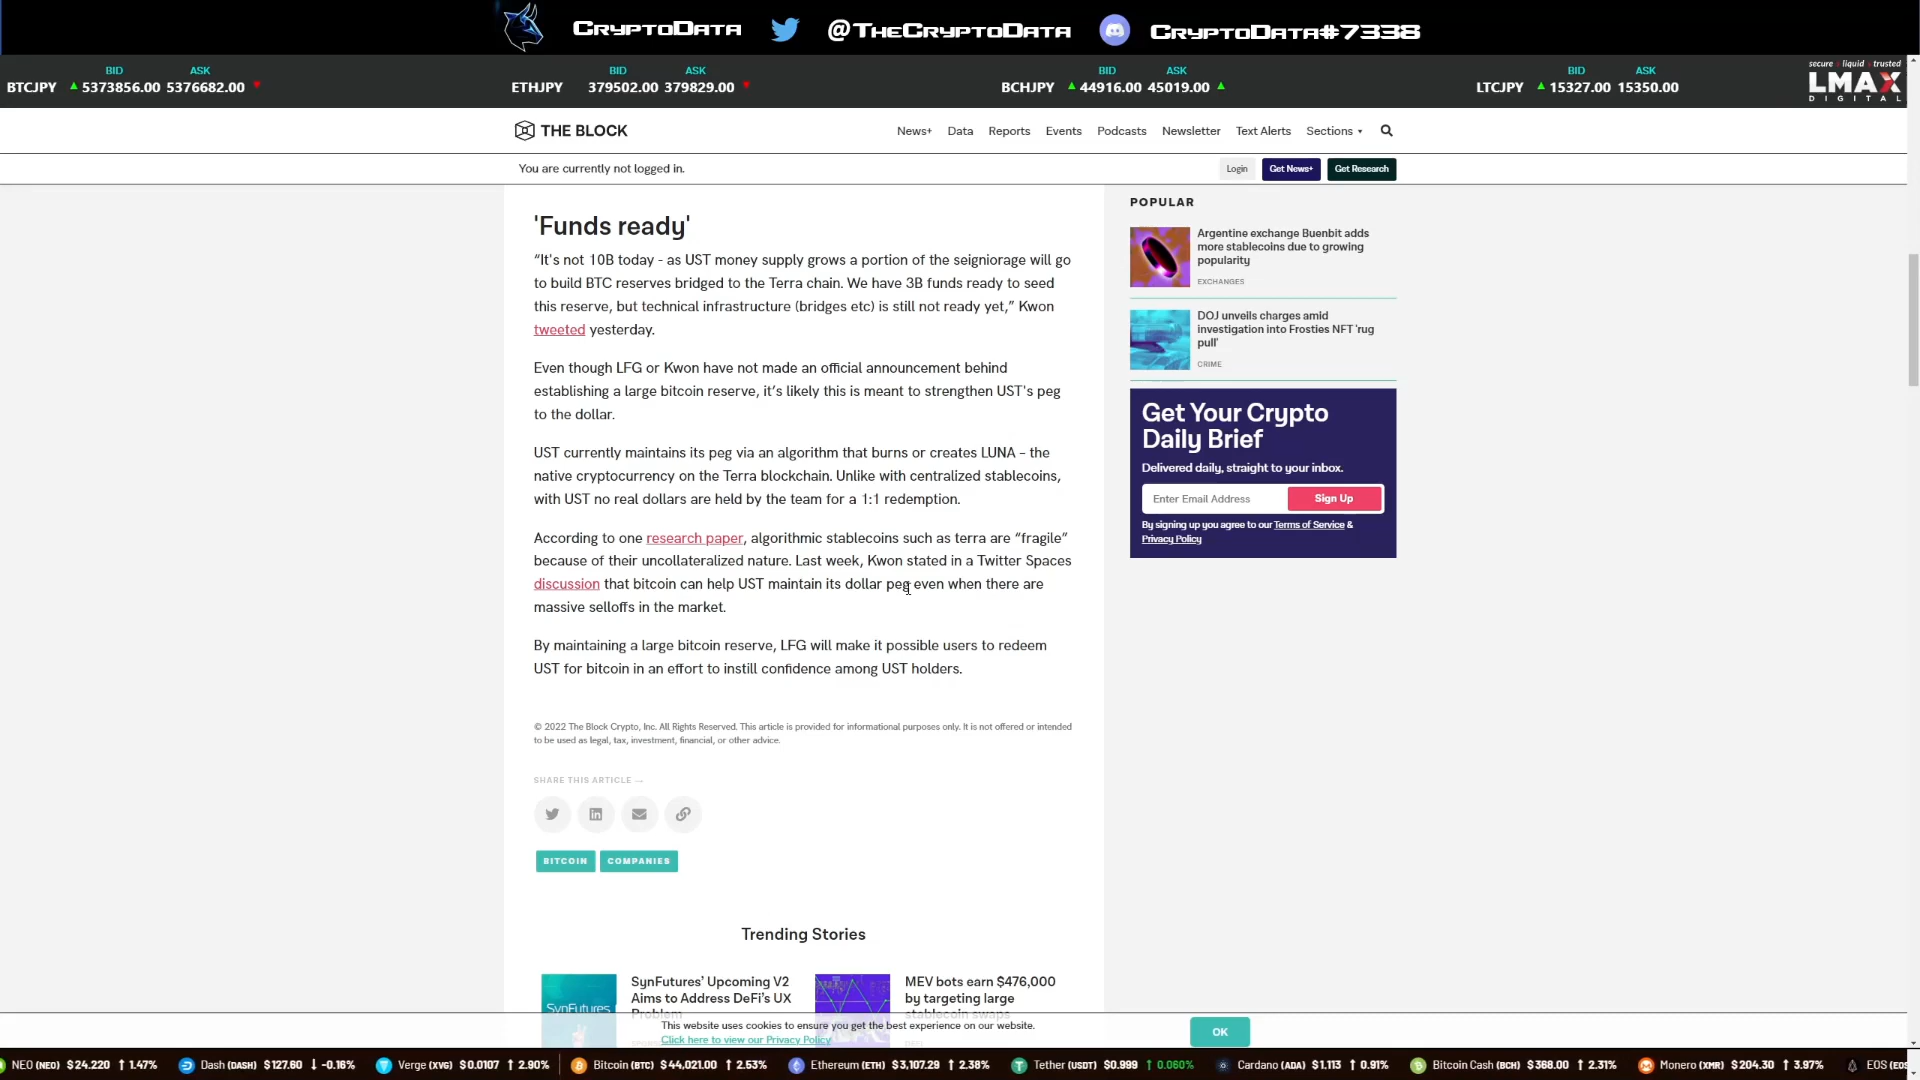 CryptoData @TheCryptoData CryptoData#7338
BID ASK BID ASK BID ASK BID ASK
BTCJPY 5373856.00 5376682.00 ETHJPY 379502.00 379829.00 BCHJPY 44916.00 45019.00 LTCJPY 15327.00 15350.00
secure liquid trusted
LMAX
DIGITAL
THE BLOCK News+ Data Reports Events Podcasts Newsletter Text Alerts Sections
You are currently not logged in. Login Get News+ Get Research
'Funds ready'
“It's not 10B today - as UST money supply grows a portion of the seigniorage will go
to build BTC reserves bridged to the Terra chain. We have 3B funds ready to seed
this reserve, but technical infrastructure (bridges etc) is still not ready yet,” Kwon
tweeted yesterday.
Even though LFG or Kwon have not made an official announcement behind
establishing a large bitcoin reserve, it’s likely this is meant to strengthen UST's peg
to the dollar.
UST currently maintains its peg via an algorithm that burns or creates LUNA – the
native cryptocurrency on the Terra blockchain. Unlike with centralized stablecoins,
with UST no real dollars are held by the team for a 1:1 redemption.
According to one research paper, algorithmic stablecoins such as terra are “fragile”
because of their uncollateralized nature. Last week, Kwon stated in a Twitter Spaces
discussion that bitcoin can help UST maintain its dollar peg even when there are
massive selloffs in the market.
By maintaining a large bitcoin reserve, LFG will make it possible users to redeem
UST for bitcoin in an effort to instill confidence among UST holders.
© 2022 The Block Crypto, Inc. All Rights Reserved. This article is provided for informational purposes only. It is not offered or intended
to be used as legal, tax, investment, financial, or other advice.
SHARE THIS ARTICLE →
BITCOIN COMPANIES
POPULAR
Argentine exchange Buenbit adds
more stablecoins due to growing
popularity
EXCHANGES
DOJ unveils charges amid
investigation into Frosties NFT 'rug
pull'
CRIME
Get Your Crypto
Daily Brief
Delivered daily, straight to your inbox.
Enter Email Address Sign Up
By signing up you agree to our Terms of Service &
Privacy Policy
Trending Stories
SynFutures
SynFutures’ Upcoming V2
Aims to Address DeFi’s UX
Problem
MEV bots earn $476,000
by targeting large
stablecoin swaps
This website uses cookies to ensure you get the best experience on our website.
Click here to view our Privacy Policy
OK
NEO (NEO) $24.220 ↑ 1.47% Dash (DASH) $127.60 ↓ -0.16% Verge (XVG) $0.0107 ↑ 2.90% Bitcoin (BTC) $44,021.00 ↑ 2.53% Ethereum (ETH) $3,107.29 ↑ 2.38% Tether (USDT) $0.999 ↑ 0.060% Cardano (ADA) $1.113 ↑ 0.91% Bitcoin Cash (BCH) $368.00 ↑ 2.31% Monero (XMR) $204.30 ↑ 3.97% EOS (EOS